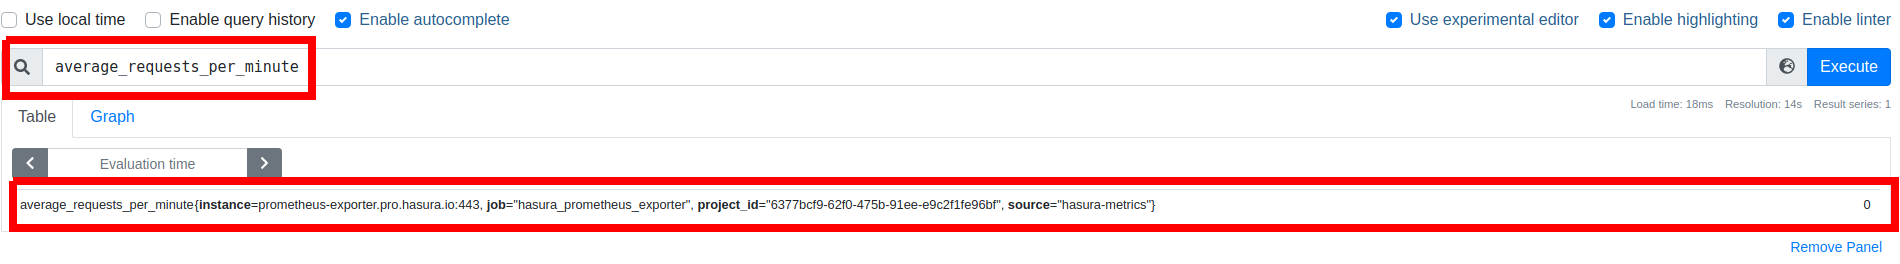 Use local time Enable query history Enable autocomplete Use experimental editor Enable highlighting Enable linter
average_requests_per_minute Execute
Load time: 18ms Resolution: 14s Result series: 1
Table Graph
Evaluation time
average_requests_per_minute{instance=prometheus-exporter.pro.hasura.io:443, job="hasura_prometheus_exporter", project_id="6377bcf9-62f0-475b-91ee-e9c2f1fe96bf", source="hasura-metrics"} 0
Remove Panel